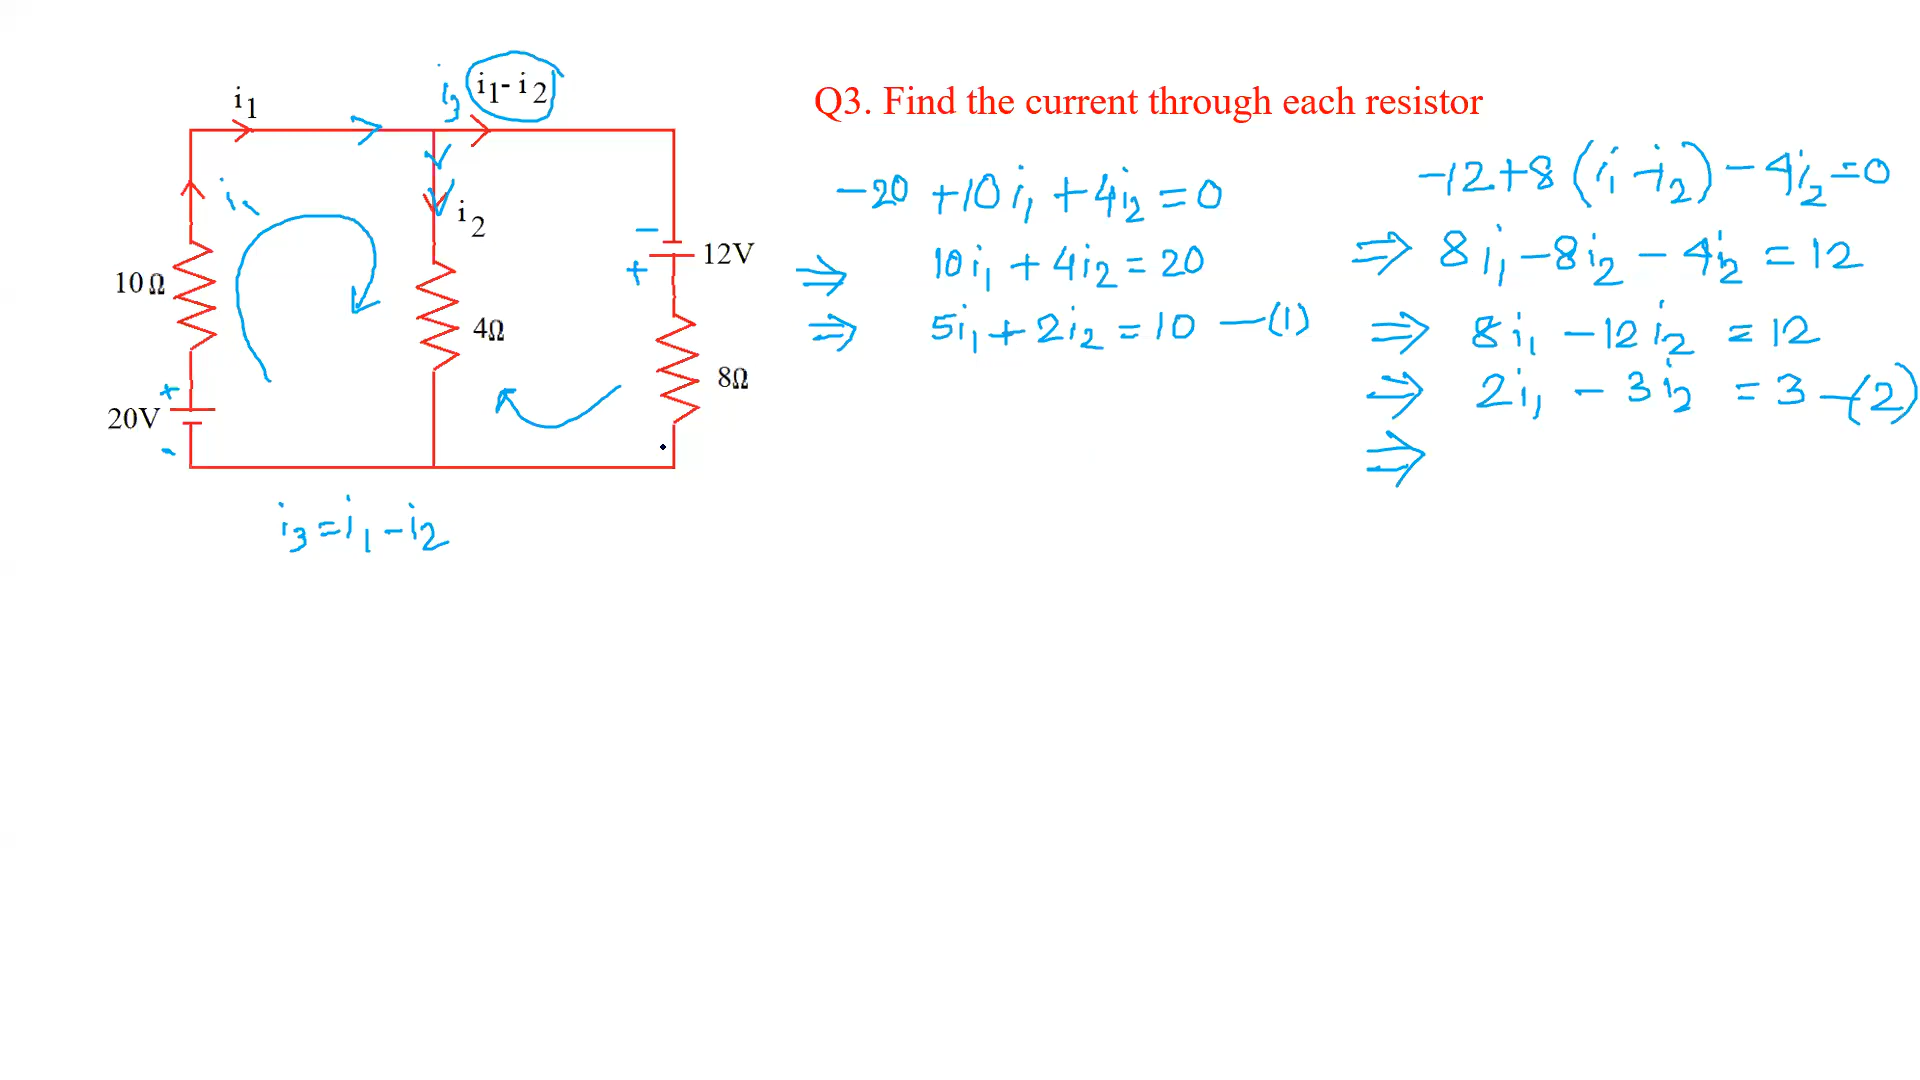 Q3. Find the current through each resistor
i1
i3 i1- i2
i1
i2
10Ω
4Ω
12V
8Ω
20V
+
-
-
+
i3 = i1 - i2
-20 + 10i1 + 4i2 = 0
⇒ 10i1 + 4i2 = 20
⇒ 5i1 + 2i2 = 10 —(1)
-12+8(i1 - i2) - 4i2 = 0
⇒ 8i1 - 8i2 - 4i2 = 12
⇒ 8i1 - 12i2 = 12
⇒ 2i1 - 3i2 = 3 —(2)
⇒